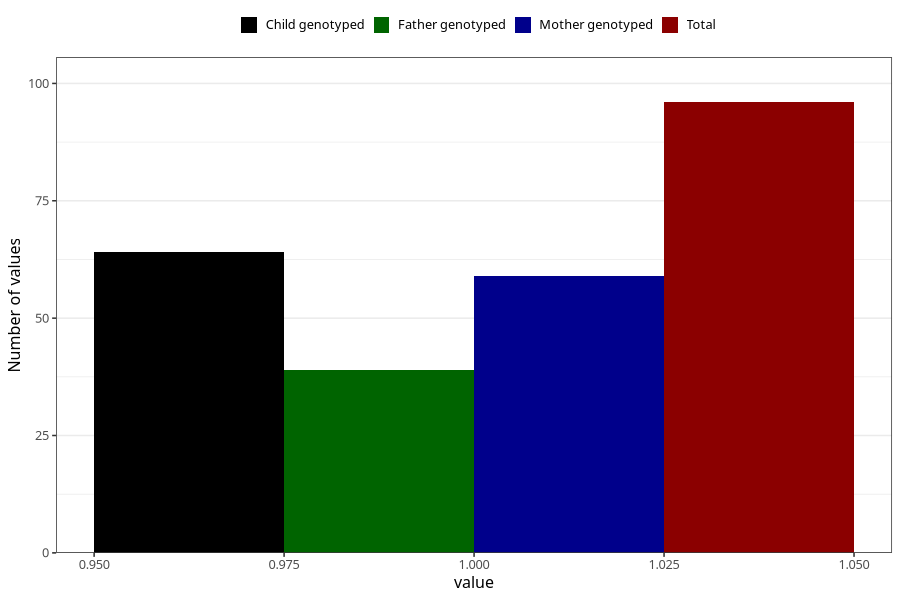 Child genotyped Father genotyped Mother genotyped Total
100
75
50
25
0
Number of values
0.950 0.975 1.000 1.025 1.050
value